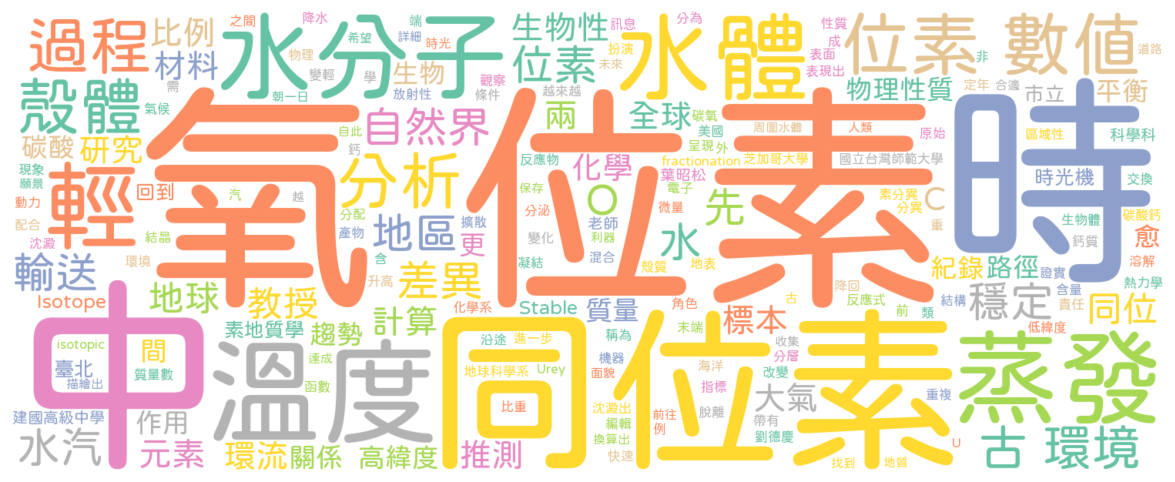 過程
比例
材料
殼體
碳酸
研究
現象
願景
動力
配合
沈澱
輕
回到
輸送
環境
Isotope
地球
isotopic
臺北
描繪出
間
質量數
建國高級中學
水汽
作用
元素
中
氧位素
時
水分子
之間
降水
物理
希望
端
詳細
時光
變輕
學
需
氣候
生物
朝一日
放射性
觀察
條件
生物性
位素
越來越
訊息
扮演
未來
水體
性質
成
表面
表現出
位素
數值
非
道路
定年
合適
市立
平衡
物理性質
自然界
自此
鈣
分析
兩
全球
碳氧
美國
呈現
外
周圍水體
人類
原始
區域性
科學科
反應物
化學
fractionation
芝加哥大學
國立台灣師範大學
葉昭松
電子
素分異
分異
C
重
時光機
交換
生物體
碳酸鈣
鈣質
愈
溶解
保存
O
微量
先
老師
利器
分泌
汽
越
分配
產物
結晶
地區
擴散
更
變化
混合
殼質
水
地表
含
升高
差異
凝結
教授
化學系
Stable
質量
角色
古
降回
反應式
前
類
結構
紀錄
路徑
證實
含量
責任
熱力學
穩定
同位
低緯度
素地質學
趨勢
計算
沿途
進一步
稱為
末端
標本
收集
分層
改變
溫度
達成
函數
地球科學系
Urey
機器
面貌
海洋
指標
脫離
大氣
帶有
重複
比重
同位素
沈澱出
編輯
換算出
快速
前往
例
劉德慶
找到
地質
U
蒸發
古
環境
環流
關係
高緯度
推測